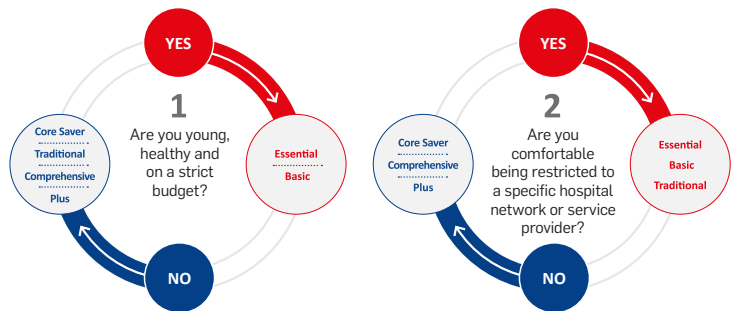 YES
1
Are you young,
healthy and
on a strict
budget?
Core Saver
Traditional
Comprehensive
Plus
Essential
Basic
NO
YES
2
Are you
comfortable
being restricted to
a specific hospital
network or service
provider?
Core Saver
Comprehensive
Plus
Essential
Basic
Traditional
NO